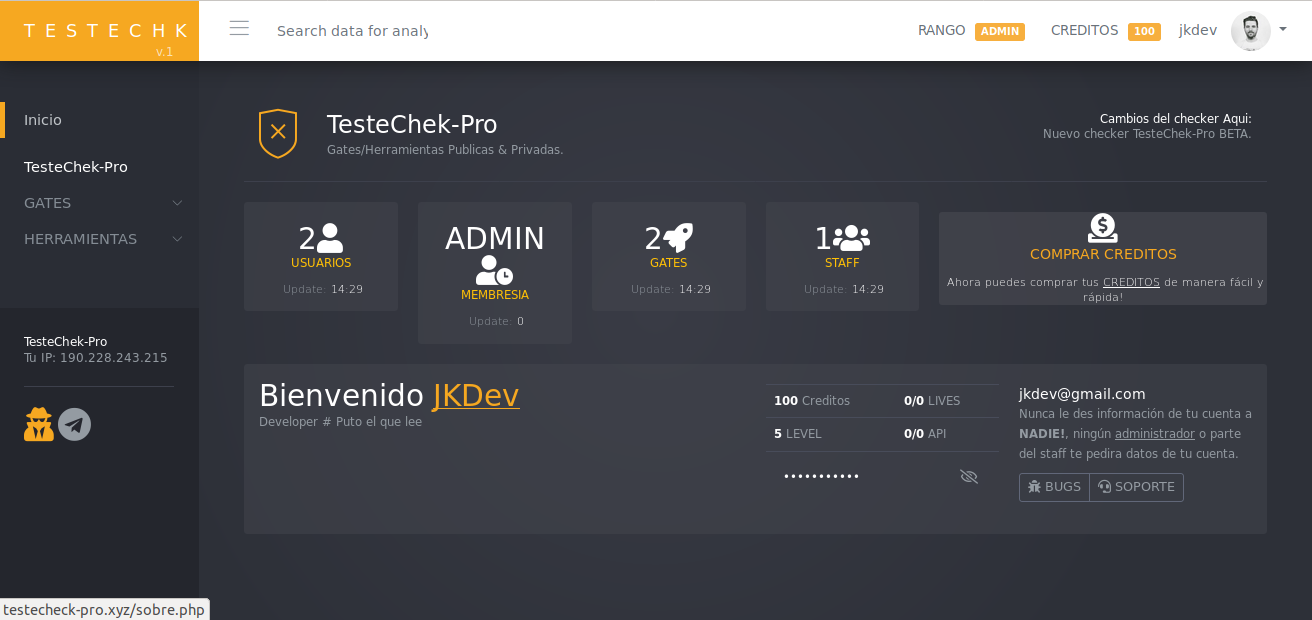 TESTECHK
v.1
Search data for analy
RANGO ADMIN CREDITOS 100 jkdev
Inicio
TesteChek-Pro
GATES
HERRAMIENTAS
TesteChek-Pro
Tu IP: 190.228.243.215
TesteChek-Pro
Gates/Herramientas Publicas & Privadas.
Cambios del checker Aqui:
Nuevo checker TesteChek-Pro BETA.
2
USUARIOS
Update: 14:29
ADMIN
MEMBRESIA
Update: 0
2
GATES
Update: 14:29
1
STAFF
Update: 14:29
COMPRAR CREDITOS
Ahora puedes comprar tus CREDITOS de manera fácil y
rápida!
Bienvenido JKDev
Developer # Puto el que lee
100 Creditos 0/0 LIVES
5 LEVEL 0/0 API
•••••••••••
jkdev@gmail.com
Nunca le des información de tu cuenta a
NADIE!, ningún administrador o parte
del staff te pedira datos de tu cuenta.
BUGS SOPORTE
testecheck-pro.xyz/sobre.php